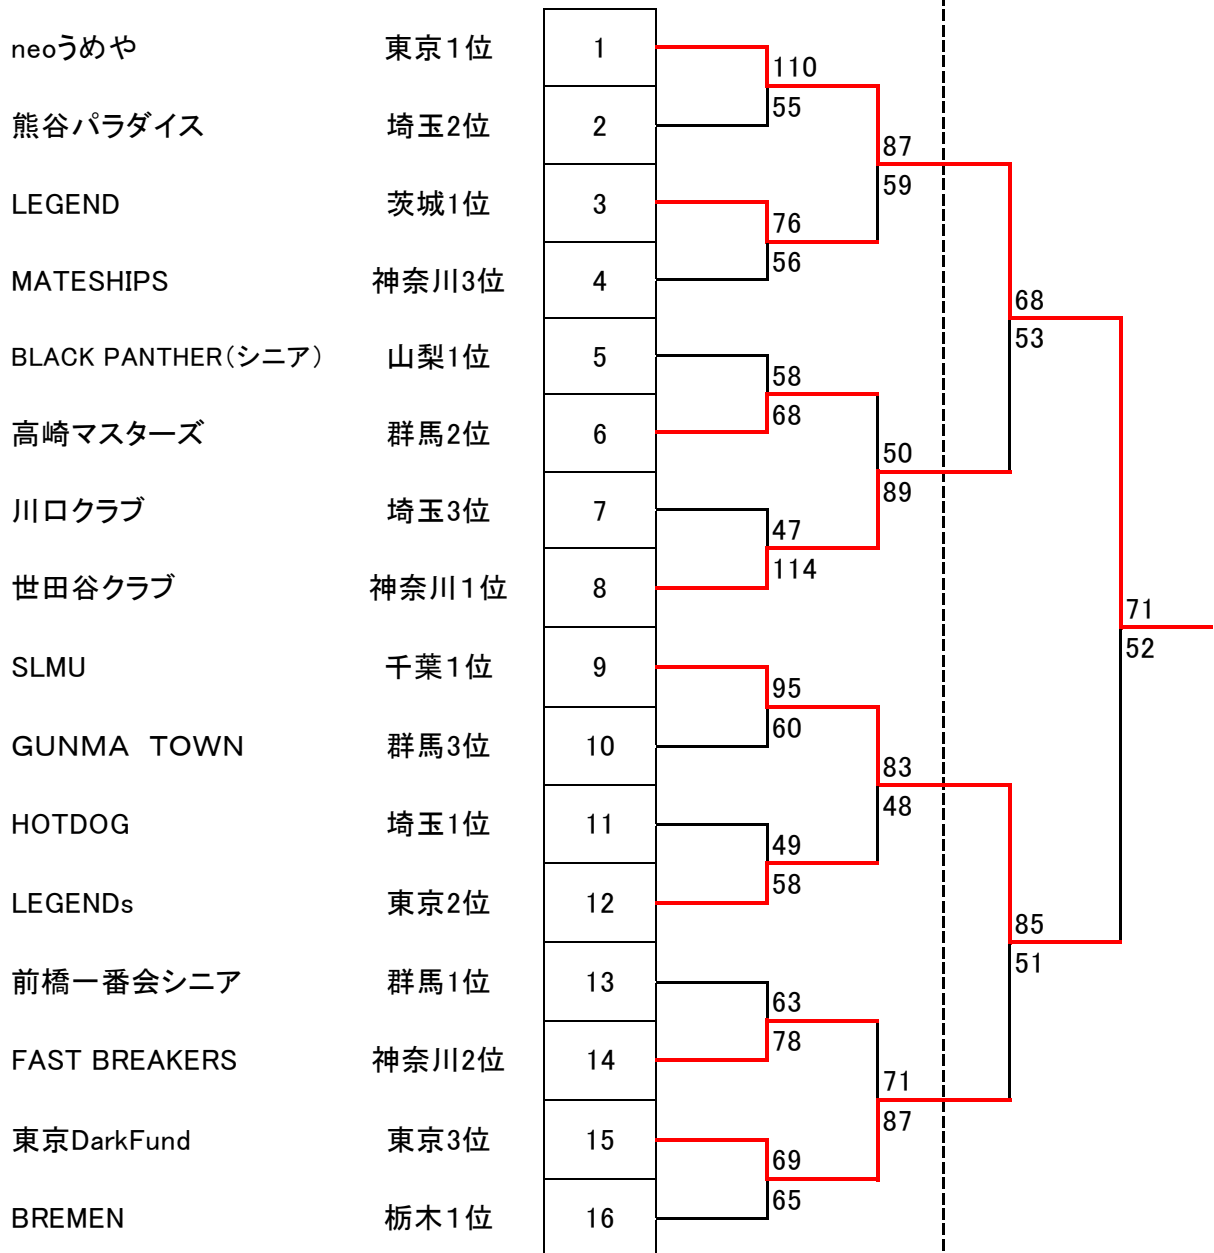 neoうめや 東京1位 1
110
55
熊谷パラダイス 埼玉2位 2
87
59
LEGEND 茨城1位 3
76
56
MATESHIPS 神奈川3位 4
68
53
BLACK PANTHER(シニア) 山梨1位 5
58
68
高崎マスターズ 群馬2位 6
50
89
川口クラブ 埼玉3位 7
47
114
世田谷クラブ 神奈川1位 8
71
52
SLMU 千葉1位 9
95
60
GUNMA TOWN 群馬3位 10
83
48
HOTDOG 埼玉1位 11
49
58
LEGENDs 東京2位 12
85
51
前橋一番会シニア 群馬1位 13
63
78
FAST BREAKERS 神奈川2位 14
71
87
東京DarkFund 東京3位 15
69
65
BREMEN 栃木1位 16